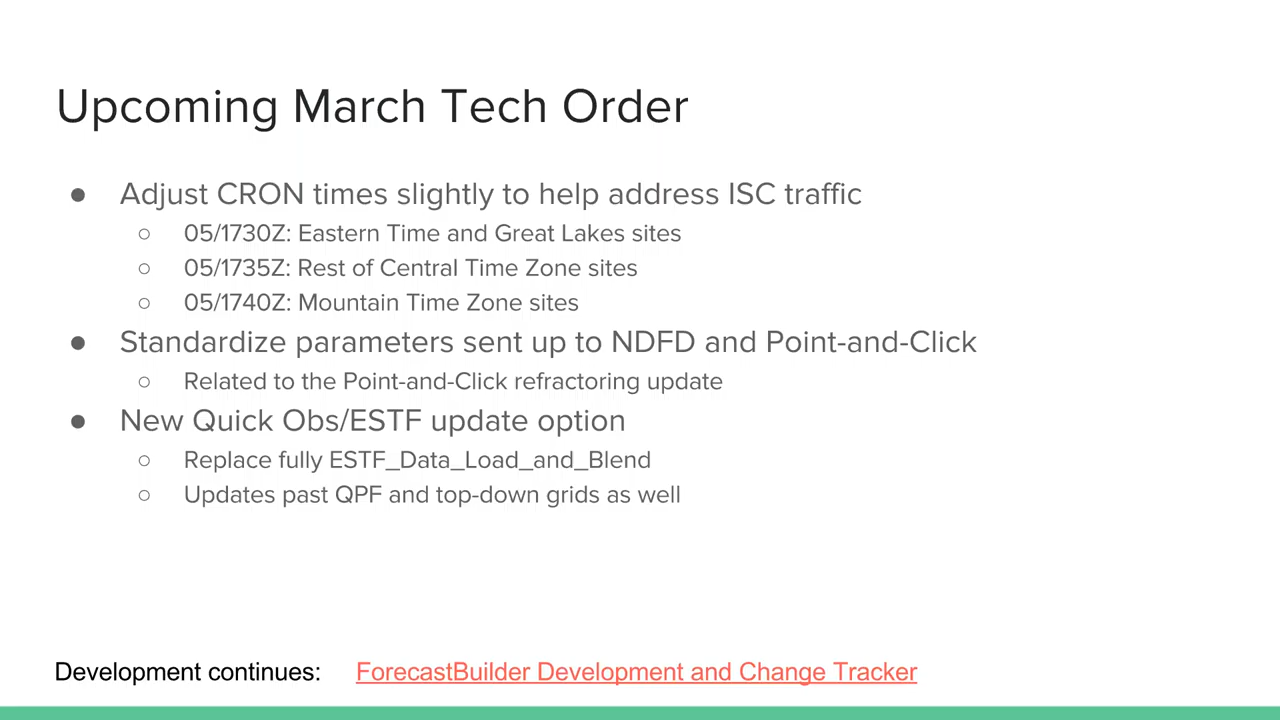 Upcoming March Tech Order
● Adjust CRON times slightly to help address ISC traffic
○ 05/1730Z: Eastern Time and Great Lakes sites
○ 05/1735Z: Rest of Central Time Zone sites
○ 05/1740Z: Mountain Time Zone sites
● Standardize parameters sent up to NDFD and Point-and-Click
○ Related to the Point-and-Click refractoring update
● New Quick Obs/ESTF update option
○ Replace fully ESTF_Data_Load_and_Blend
○ Updates past QPF and top-down grids as well
Development continues: ForecastBuilder Development and Change Tracker